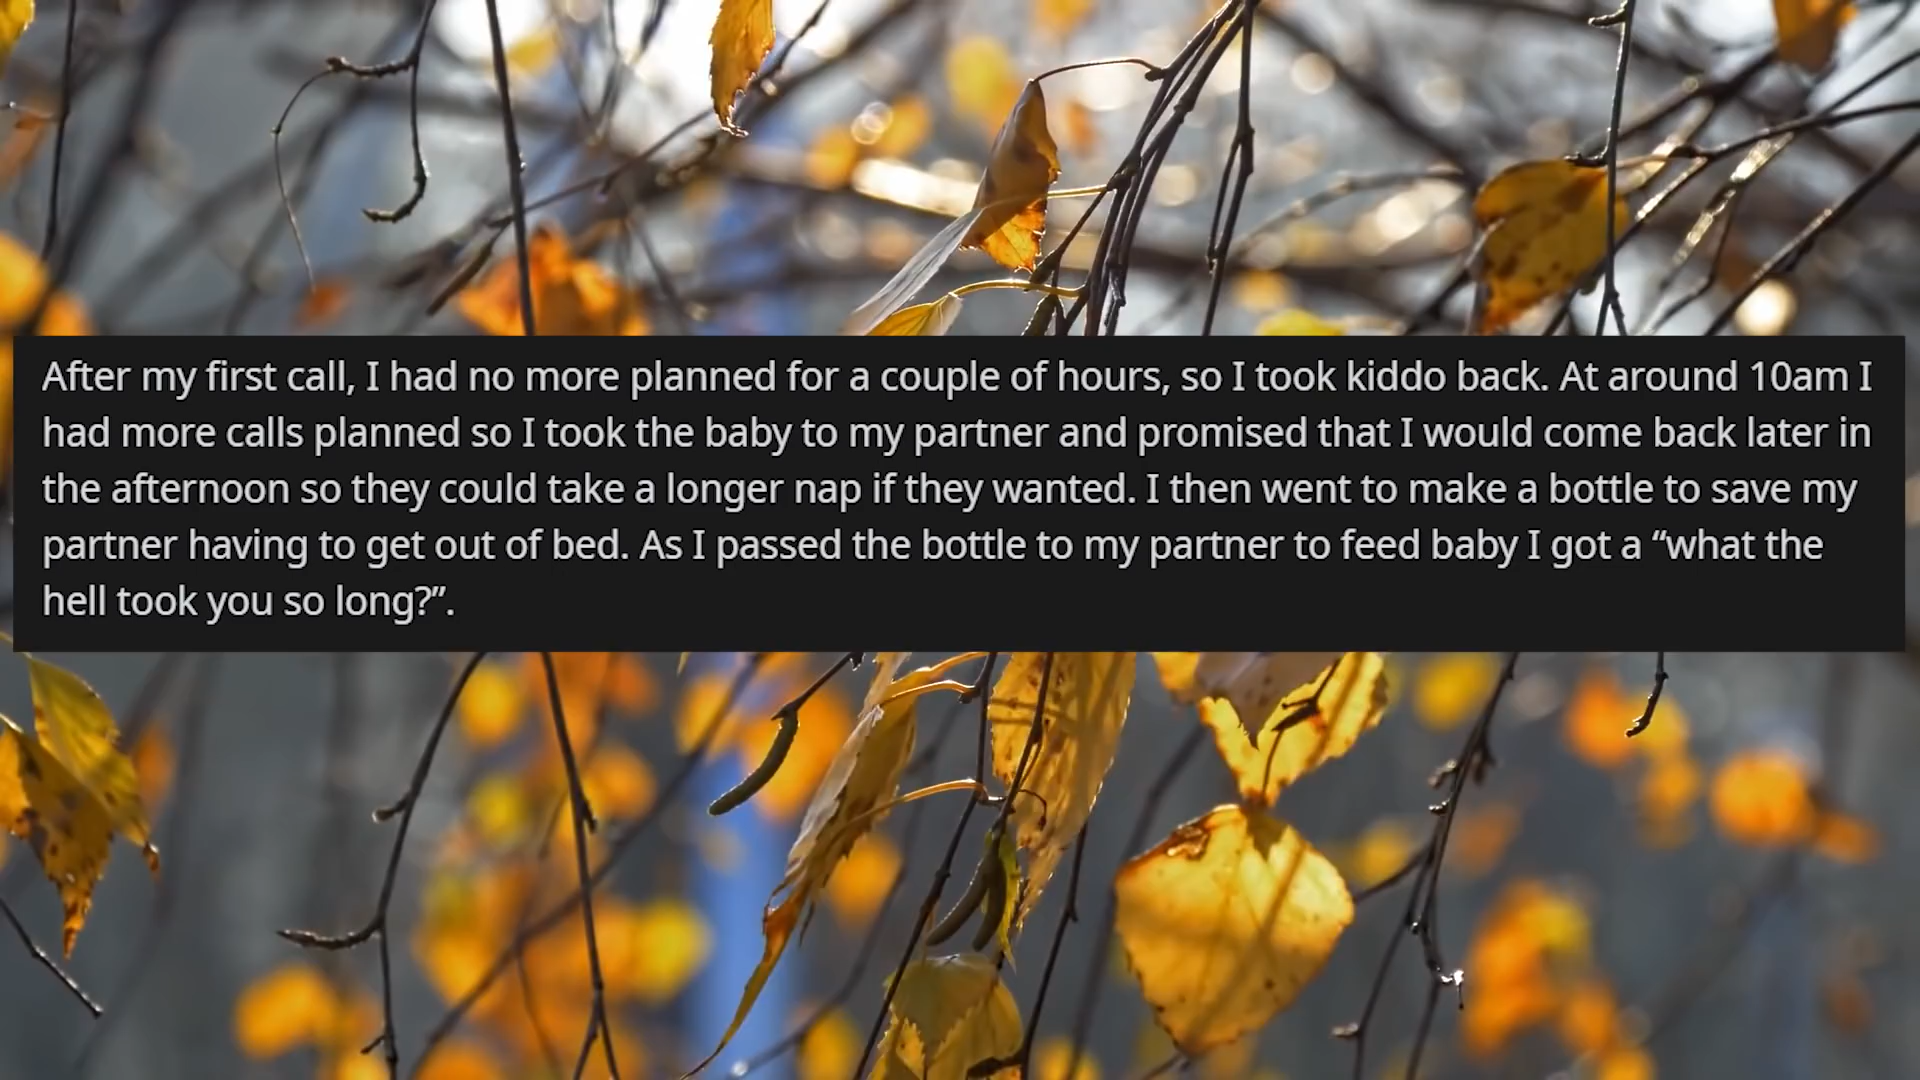 After my first call, I had no more planned for a couple of hours, so I took kiddo back. At around 10am I
had more calls planned so I took the baby to my partner and promised that I would come back later in
the afternoon so they could take a longer nap if they wanted. I then went to make a bottle to save my
partner having to get out of bed. As I passed the bottle to my partner to feed baby I got a “what the
hell took you so long?”.